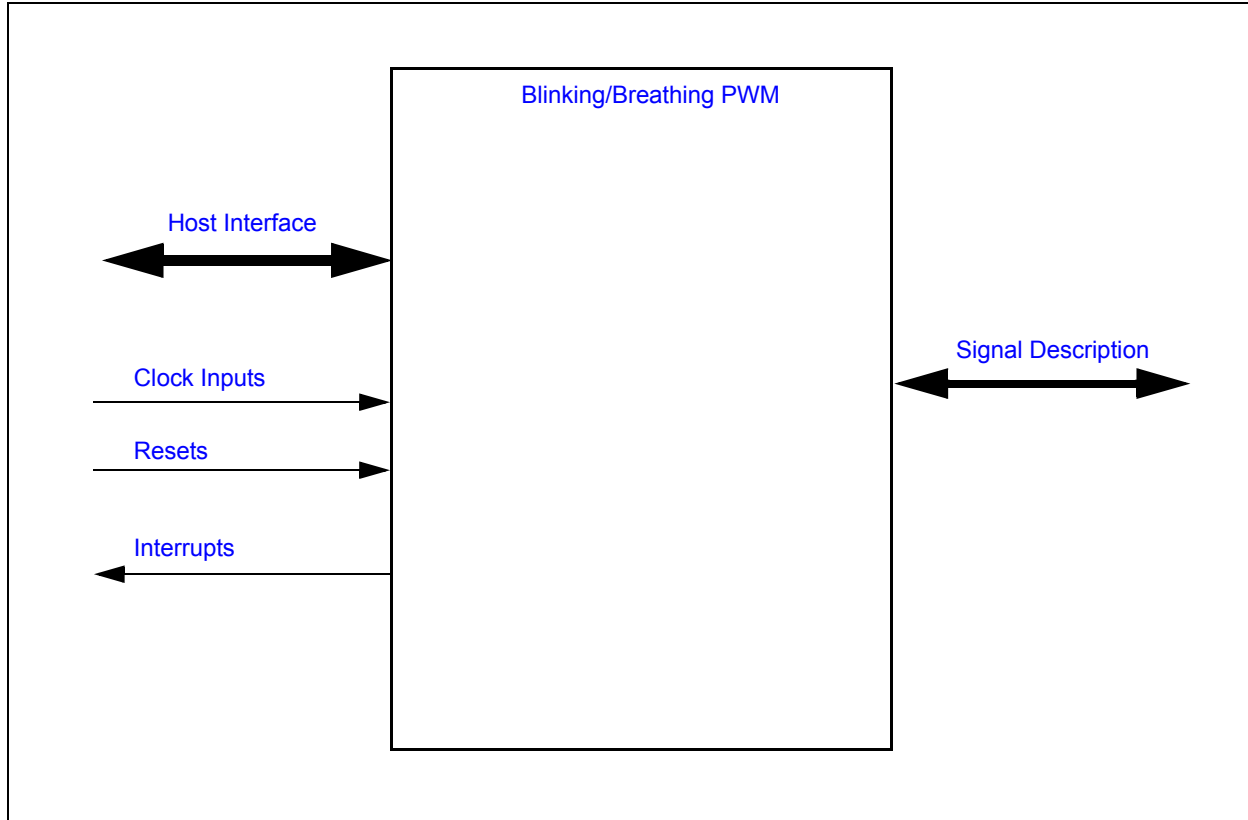 Blinking/Breathing PWM
Host Interface
Signal Description
Clock Inputs
Resets
Interrupts